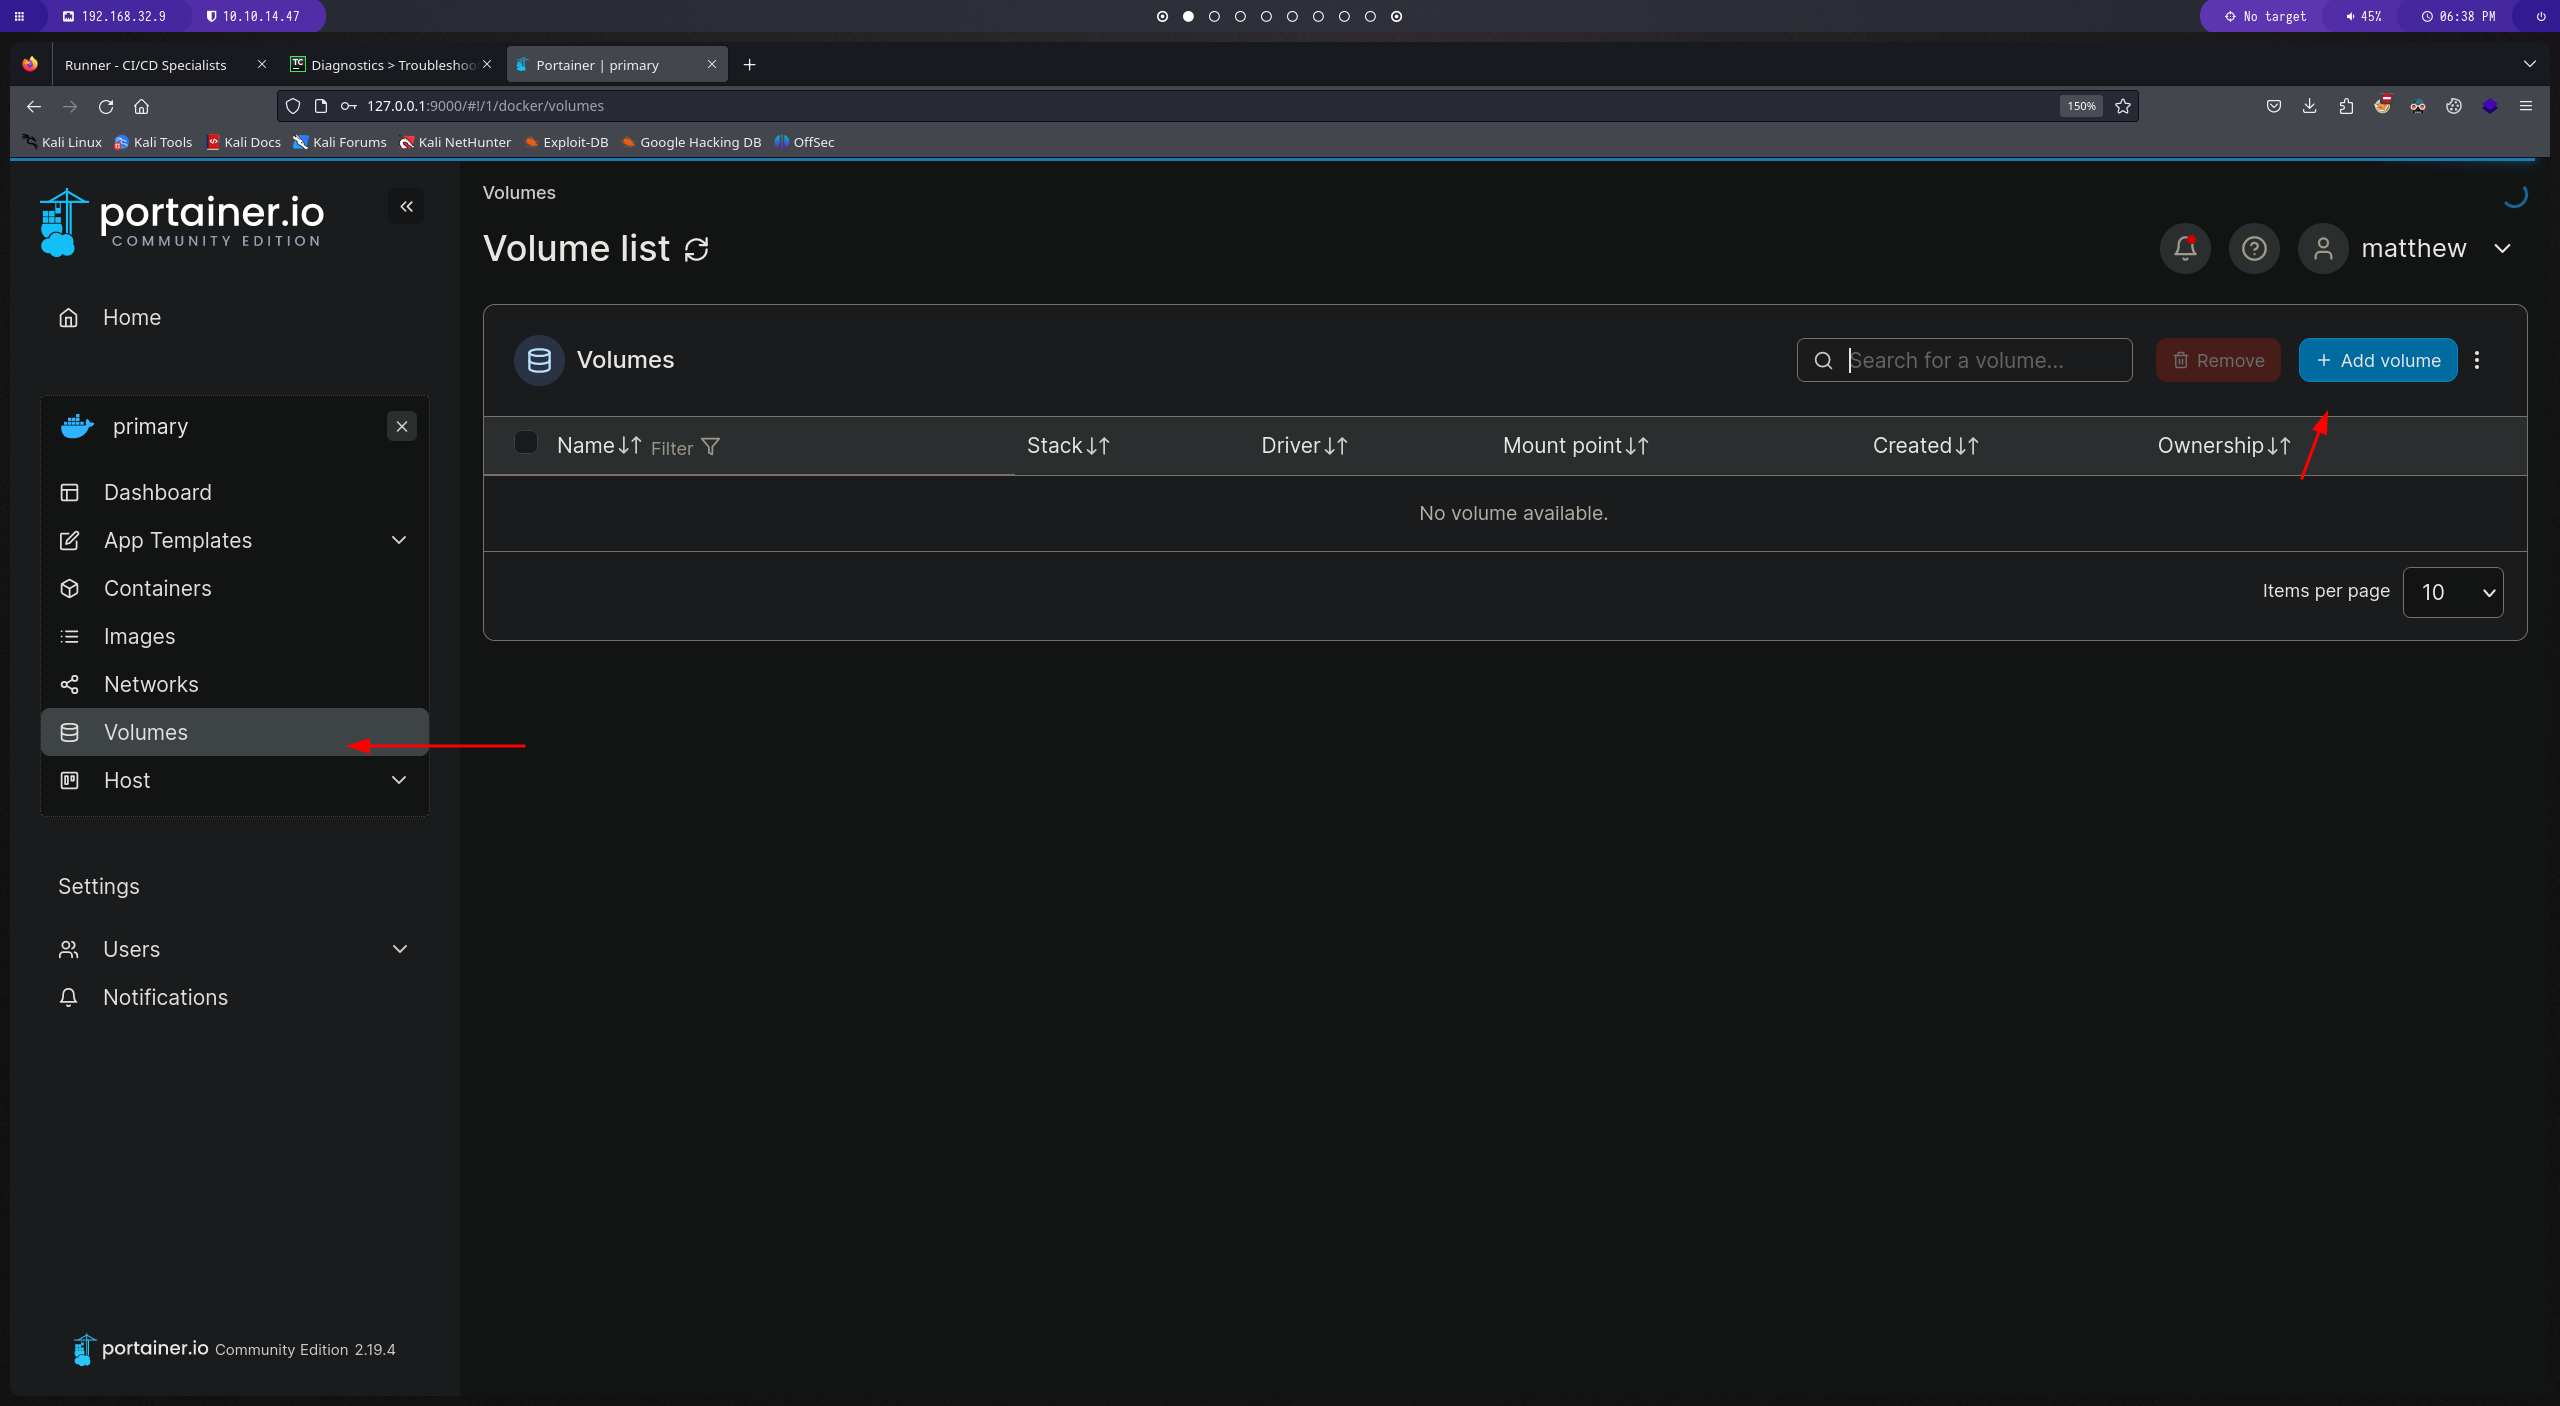 192.168.32.9 10.10.14.47 No target 45% 06:38 PM
Runner - CI/CD Specialists Diagnostics > Troubleshoo Portainer | primary
127.0.0.1:9000/#!/1/docker/volumes 150%
Kali Linux Kali Tools Kali Docs Kali Forums Kali NetHunter Exploit-DB Google Hacking DB OffSec
portainer.io
COMMUNITY EDITION
Home
primary
Dashboard
App Templates
Containers
Images
Networks
Volumes
Host
Settings
Users
Notifications
portainer.io Community Edition 2.19.4
Volumes
Volume list
matthew
Volumes
Search for a volume...
Remove
Add volume
Name Filter Stack Driver Mount point Created Ownership
No volume available.
Items per page 10